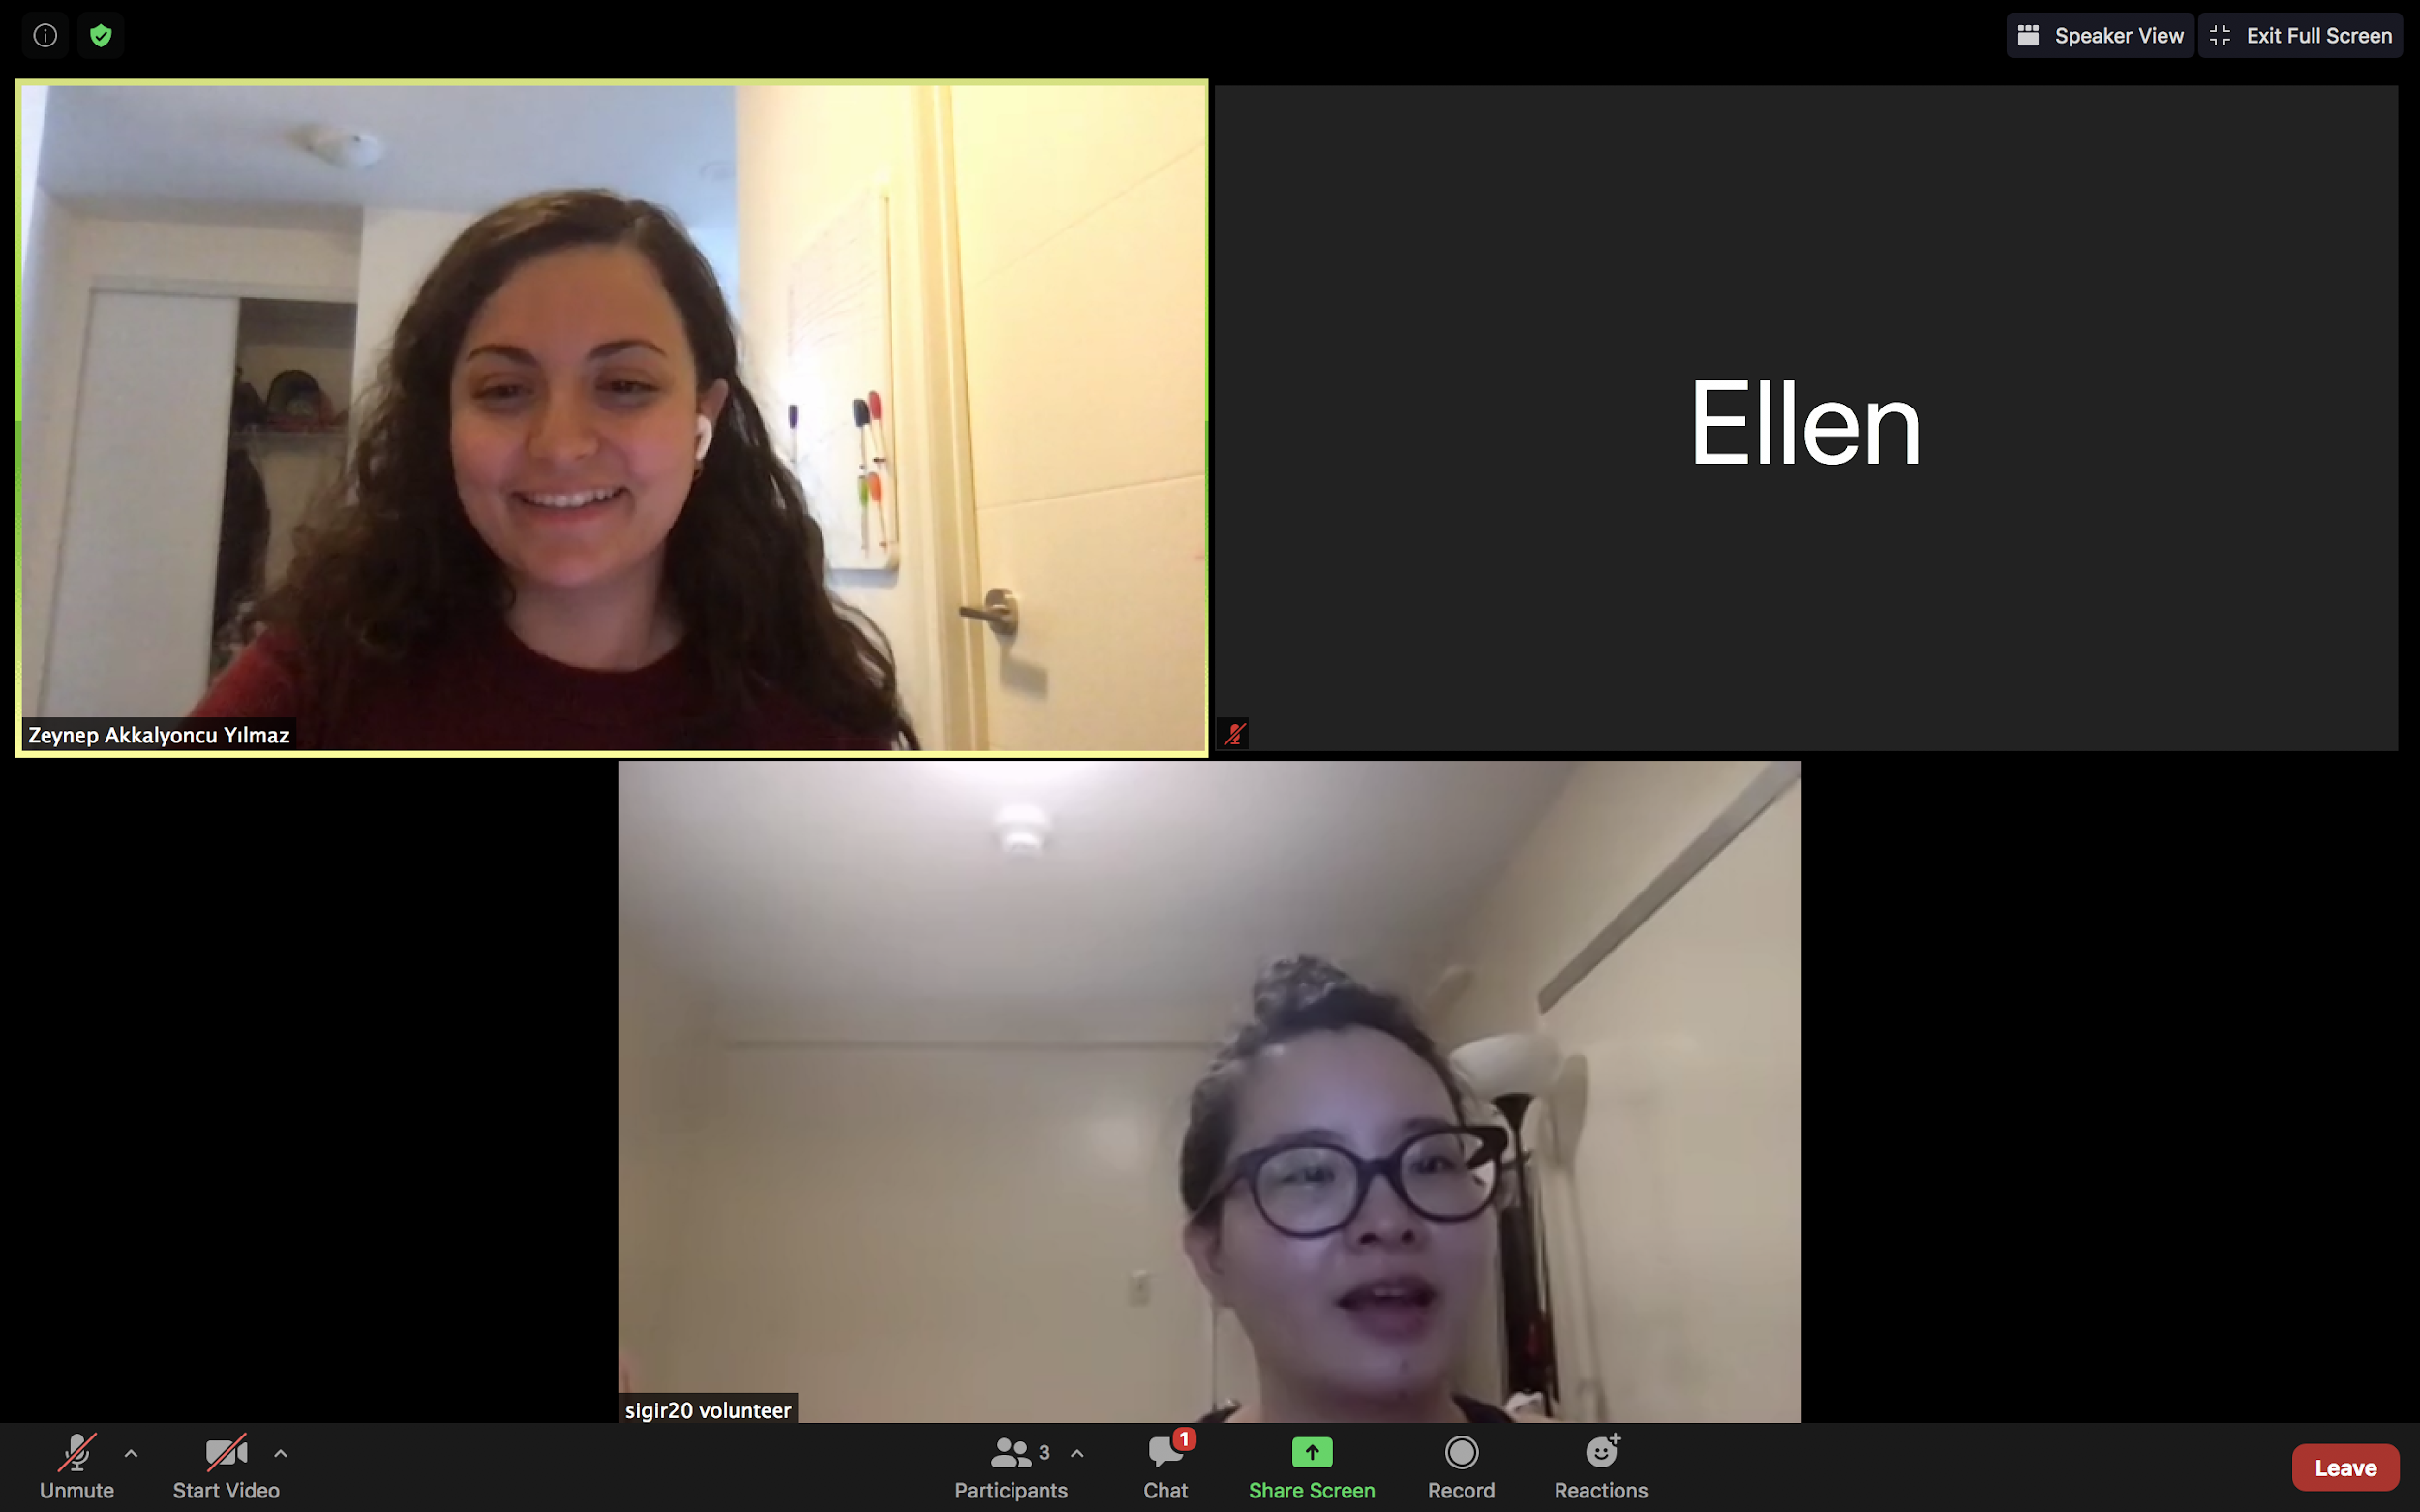 Speaker View
Exit Full Screen
Ellen
Zeynep Akkalyoncu Yılmaz
sigir20 volunteer
Unmute
Start Video
3
Participants
1
Chat
Share Screen
Record
Reactions
Leave